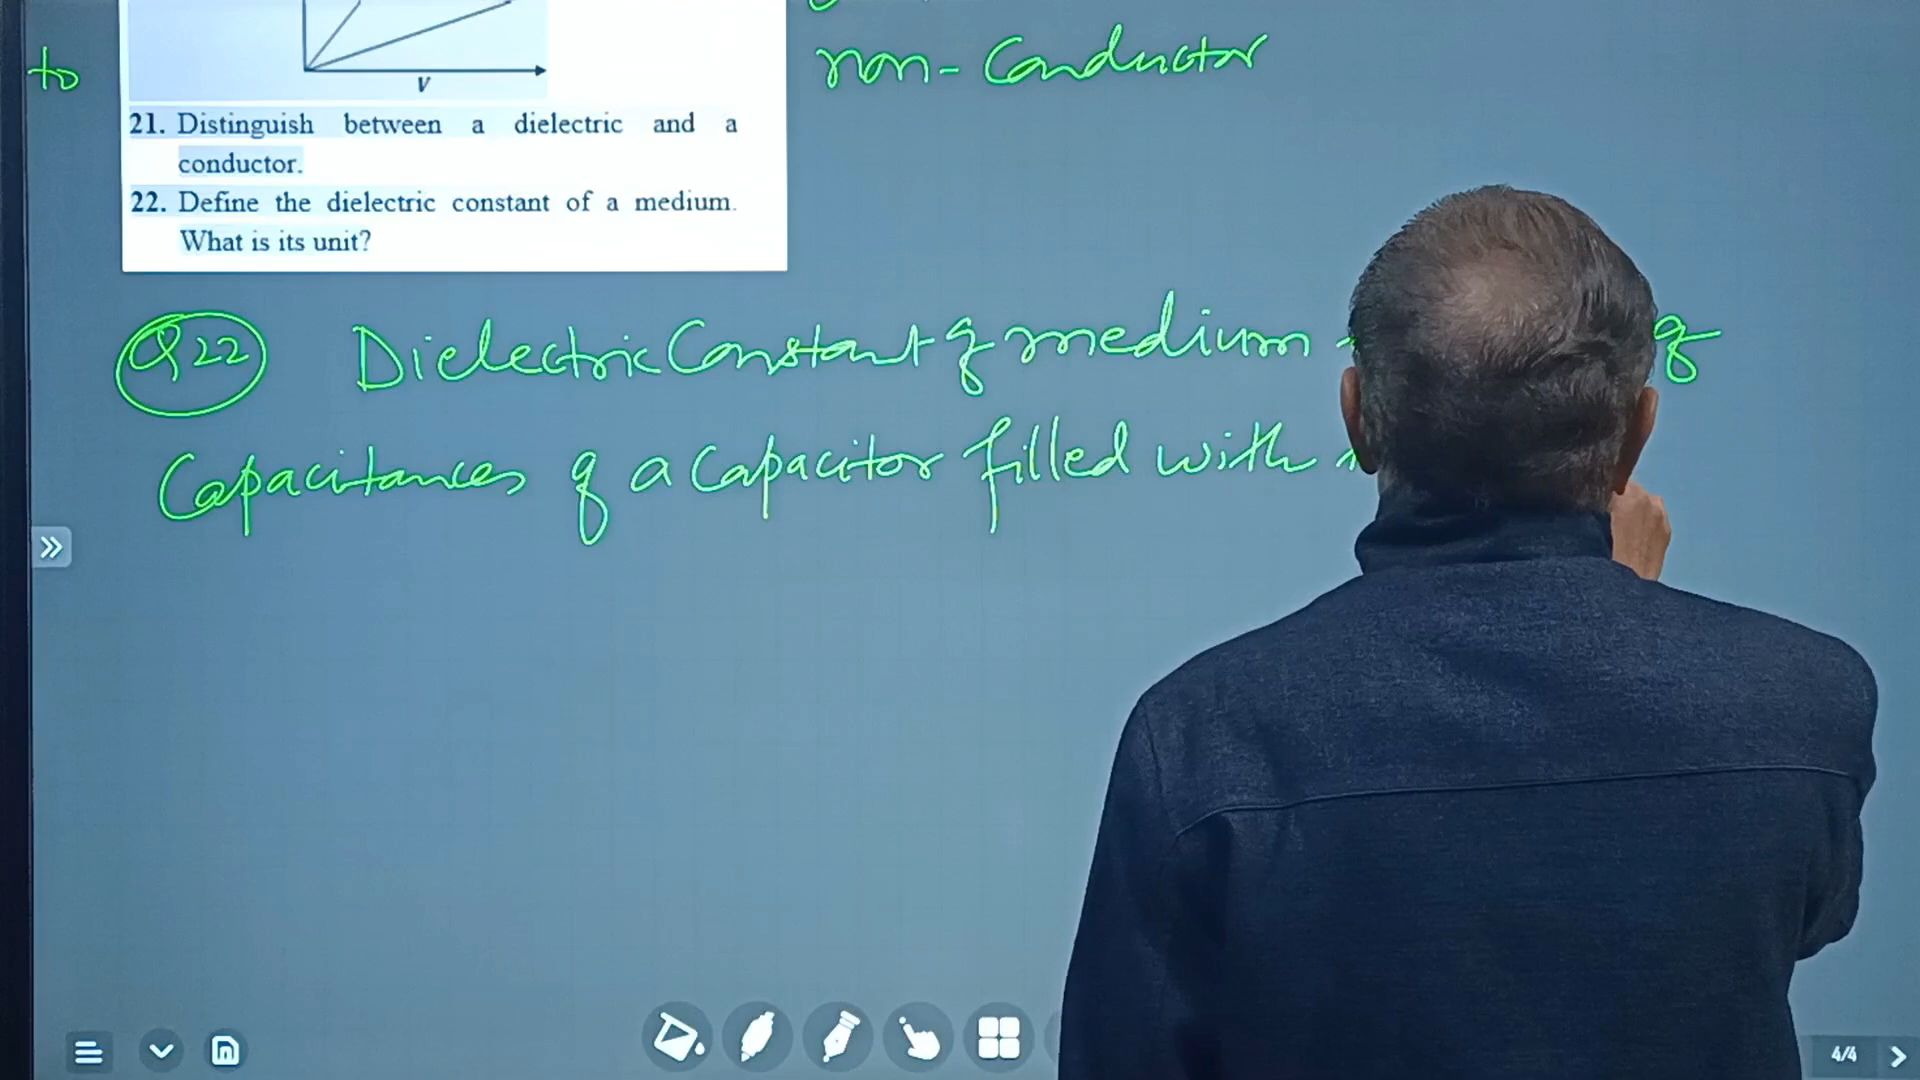 to
non-Conductor
V
21. Distinguish between a dielectric and a
conductor.
22. Define the dielectric constant of a medium.
What is its unit?
Q22 Dielectric Constant of medium of
Capacitances of a Capacitor filled with
4/4